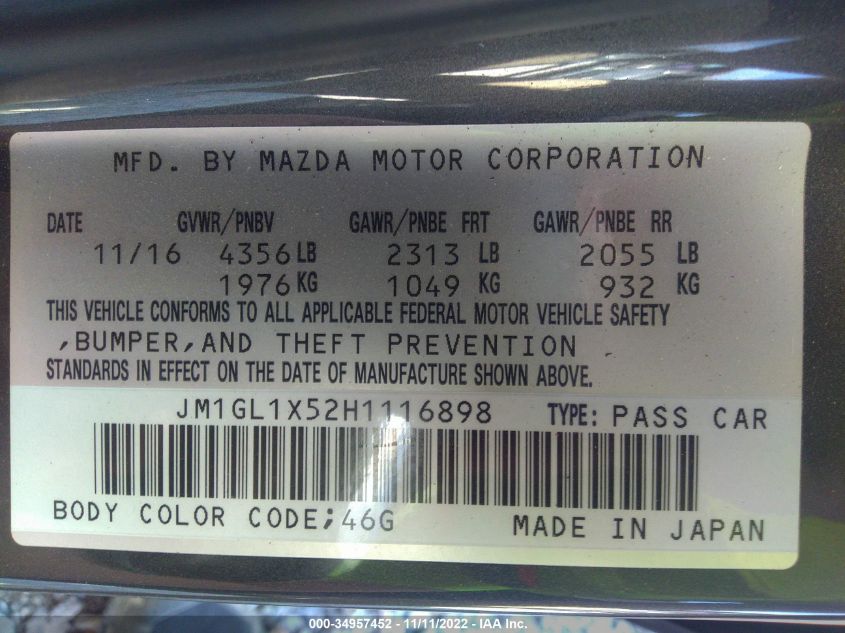 MFD. BY MAZDA MOTOR CORPORATION
DATE GVWR/PNBV GAWR/PNBE FRT GAWR/PNBE RR
11/16 4356 LB 2313 LB 2055 LB
1976 KG 1049 KG 932 KG
THIS VEHICLE CONFORMS TO ALL APPLICABLE FEDERAL MOTOR VEHICLE SAFETY
,BUMPER,AND THEFT PREVENTION
STANDARDS IN EFFECT ON THE DATE OF MANUFACTURE SHOWN ABOVE.
JM1GL1X52H1116898 TYPE: PASS CAR
BODY COLOR CODE;46G MADE IN JAPAN
000-34957452 - 11/11/2022 - IAA Inc.